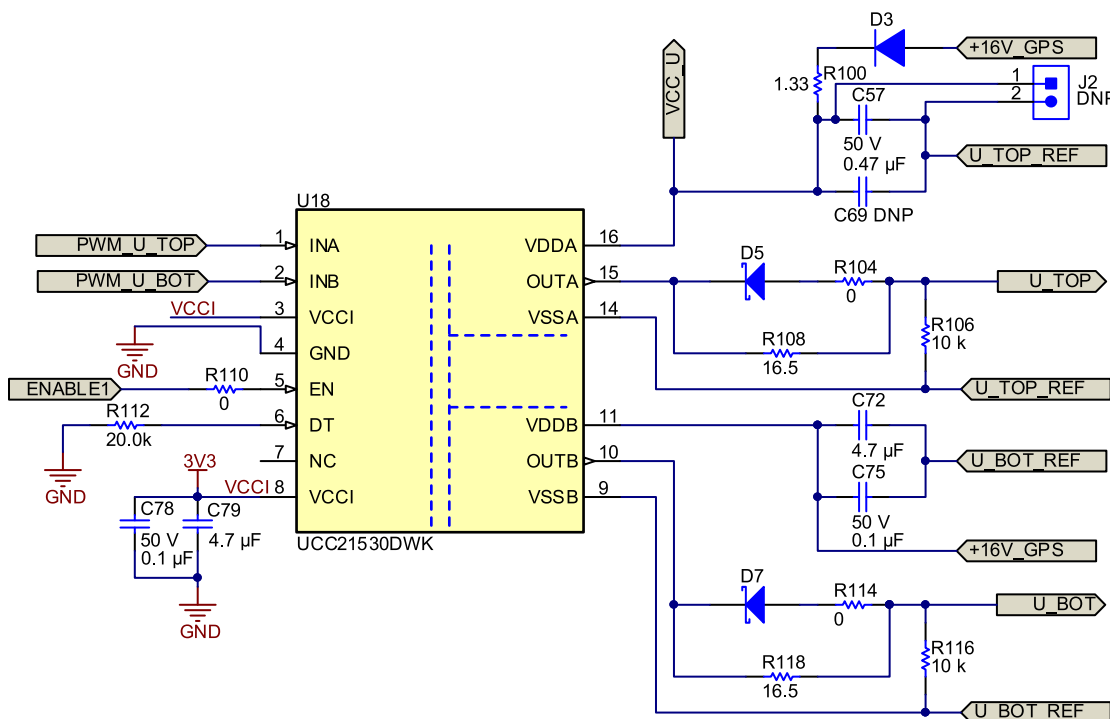 D3
+16V_GPS
R100
1.33
1
2
J2
DNP
C57
50 V
0.47 µF
VCC_U
U_TOP_REF
C69 DNP
U18
PWM_U_TOP
1
INA
VDDA
16
PWM_U_BOT
2
INB
OUTA
15
D5
R104
0
U_TOP
VCCI
3
VCCI
VSSA
14
R106
10 k
GND
4
GND
R108
16.5
ENABLE1
R110
0
5
EN
U_TOP_REF
R112
20.0k
6
DT
VDDB
11
C72
4.7 µF
7
NC
OUTB
10
U_BOT_REF
GND
3V3
VCCI
8
VCCI
VSSB
9
C75
50 V
0.1 µF
C78
50 V
0.1 µF
C79
4.7 µF
UCC21530DWK
+16V_GPS
GND
D7
R114
0
U_BOT
R116
10 k
R118
16.5
U_BOT_REF